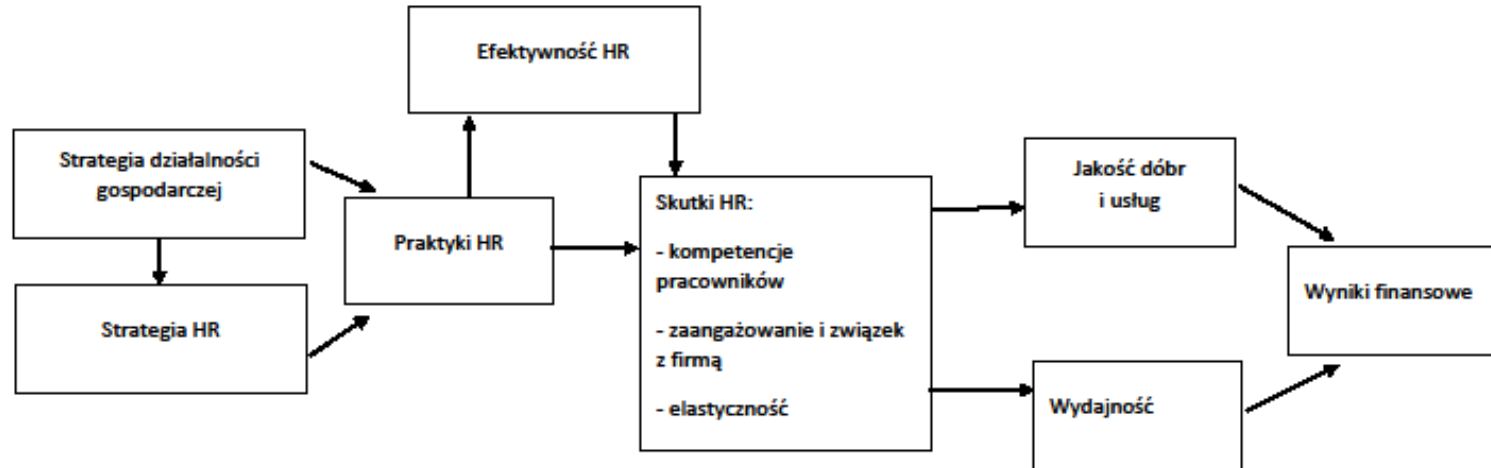 Efektywność HR
Strategia działalności
gospodarczej
Strategia HR
Praktyki HR
Skutki HR:
- kompetencje
pracowników
- zaangażowanie i związek
z firmą
- elastyczność
Jakość dóbr
i usług
Wydajność
Wyniki finansowe